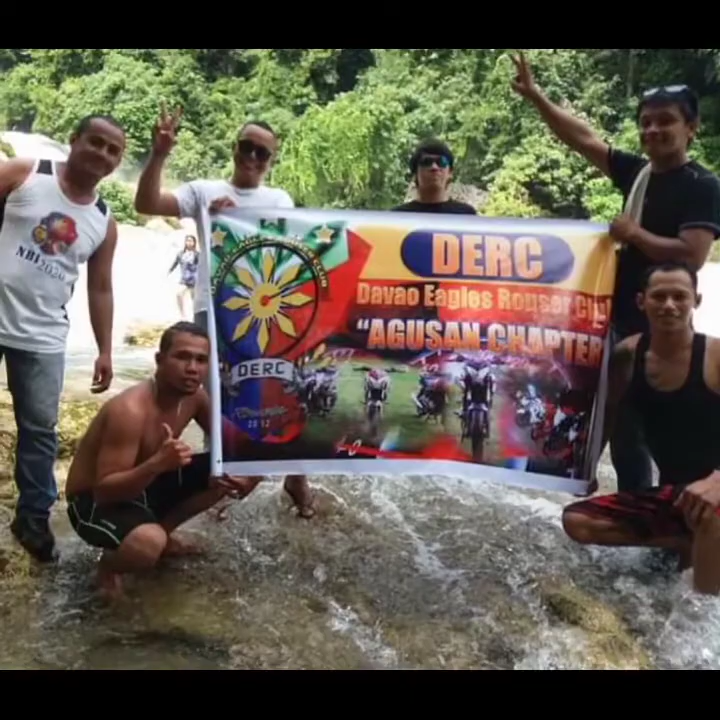 DERC
Davao Eagles Rouser Club
"AGUSAN CHAPTER"
DERC
2012
NBI 2020